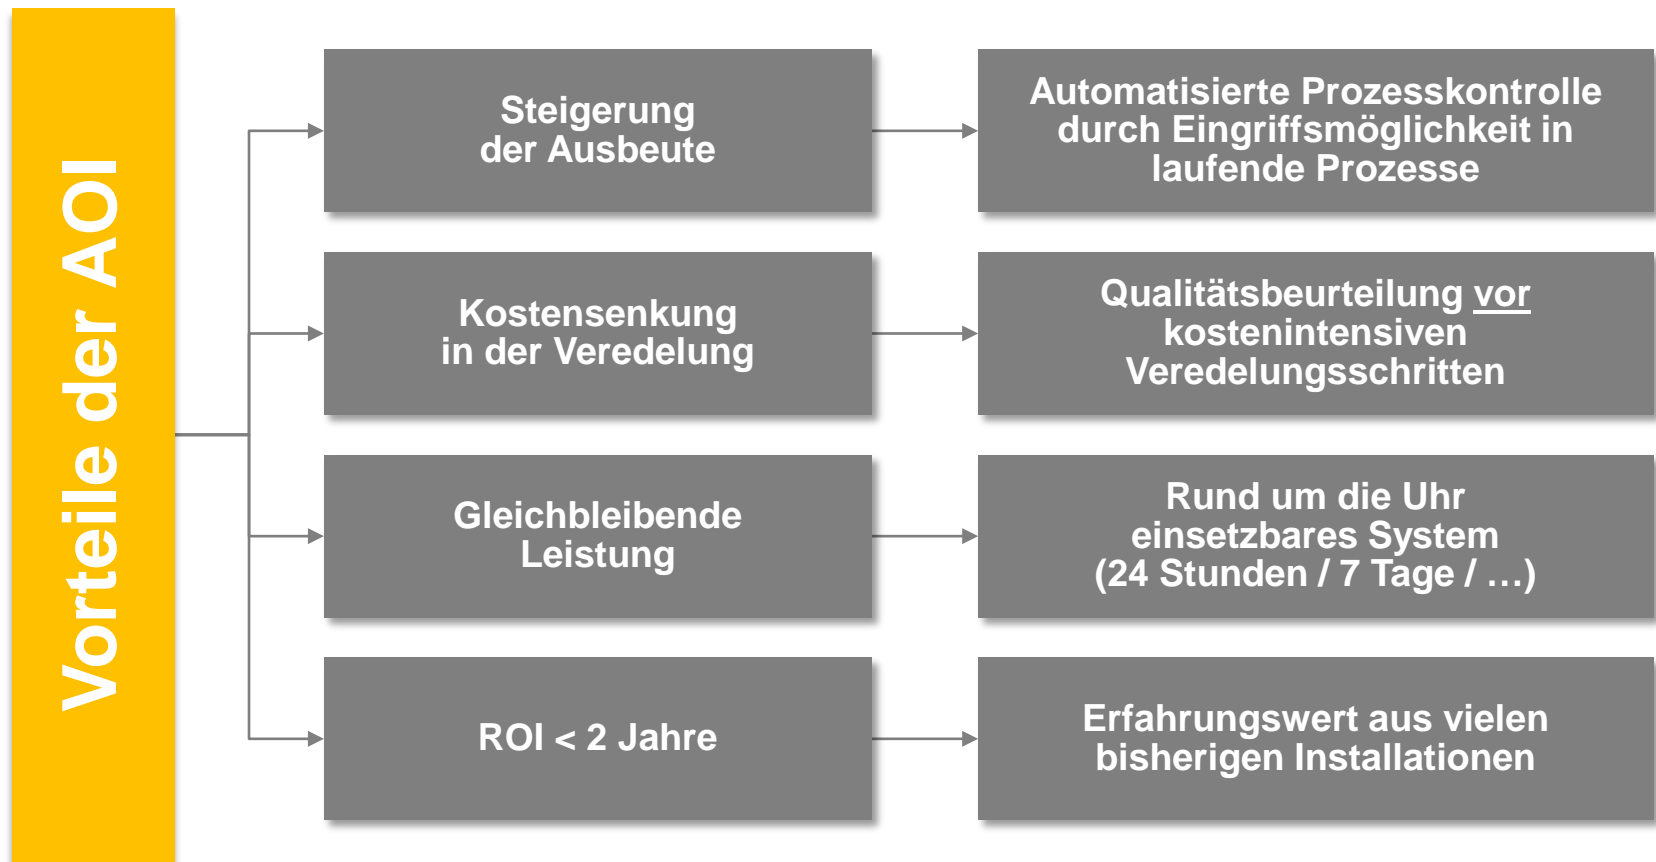 Vorteile der AOI
Steigerung
der Ausbeute
Automatisierte Prozesskontrolle
durch Eingriffsmöglichkeit in
laufende Prozesse
Kostensenkung
in der Veredelung
Qualitätsbeurteilung vor
kostenintensiven
Veredelungsschritten
Gleichbleibende
Leistung
Rund um die Uhr
einsetzbares System
(24 Stunden / 7 Tage / …)
ROI < 2 Jahre
Erfahrungswert aus vielen
bisherigen Installationen